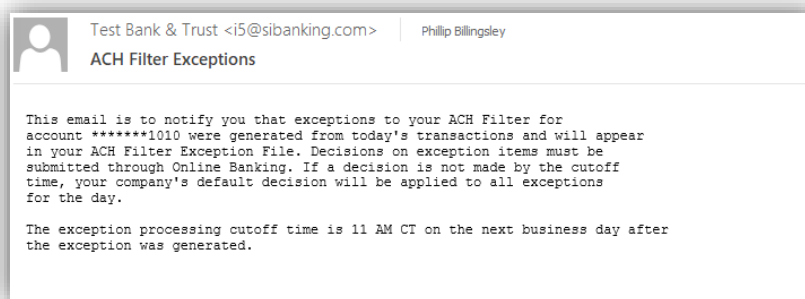 Test Bank & Trust <i5@sibanking.com> Phillip Billingsley
ACH Filter Exceptions
This email is to notify you that exceptions to your ACH Filter for
account *******1010 were generated from today's transactions and will appear
in your ACH Filter Exception File. Decisions on exception items must be
submitted through Online Banking. If a decision is not made by the cutoff
time, your company's default decision will be applied to all exceptions
for the day.
The exception processing cutoff time is 11 AM CT on the next business day after
the exception was generated.